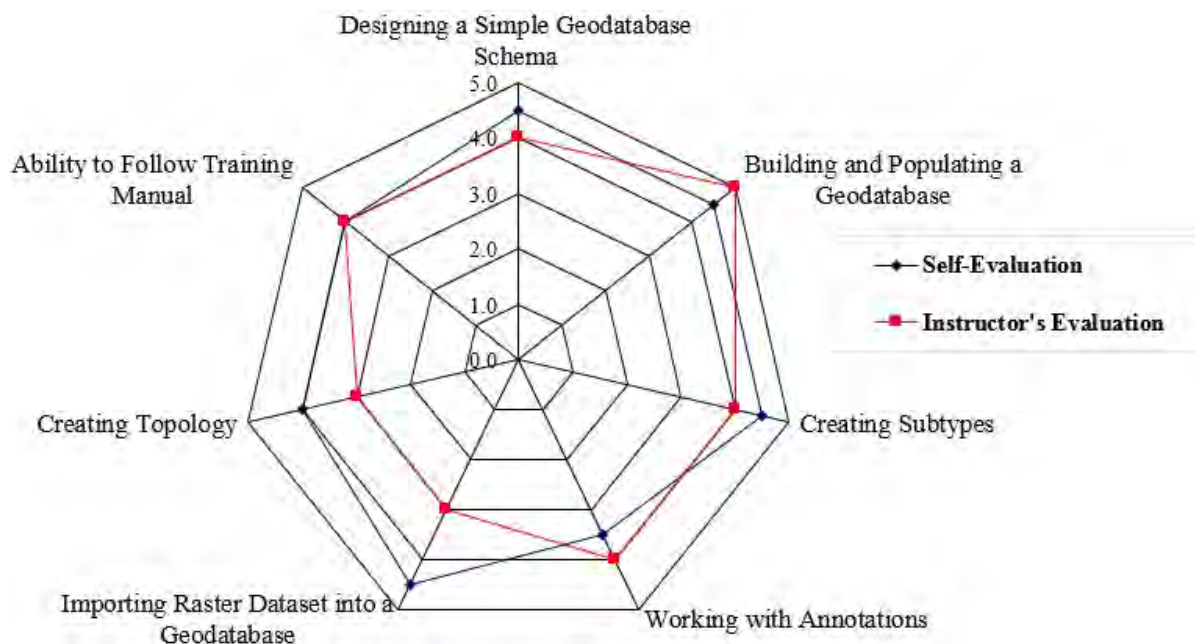 Designing a Simple Geodatabase
Schema
5.0
4.0
3.0
2.0
1.0
0.0
Ability to Follow Training
Manual
Building and Populating a
Geodatabase
Self-Evaluation
Instructor's Evaluation
Creating Topology
Creating Subtypes
Importing Raster Dataset into a
Geodatabase
Working with Annotations